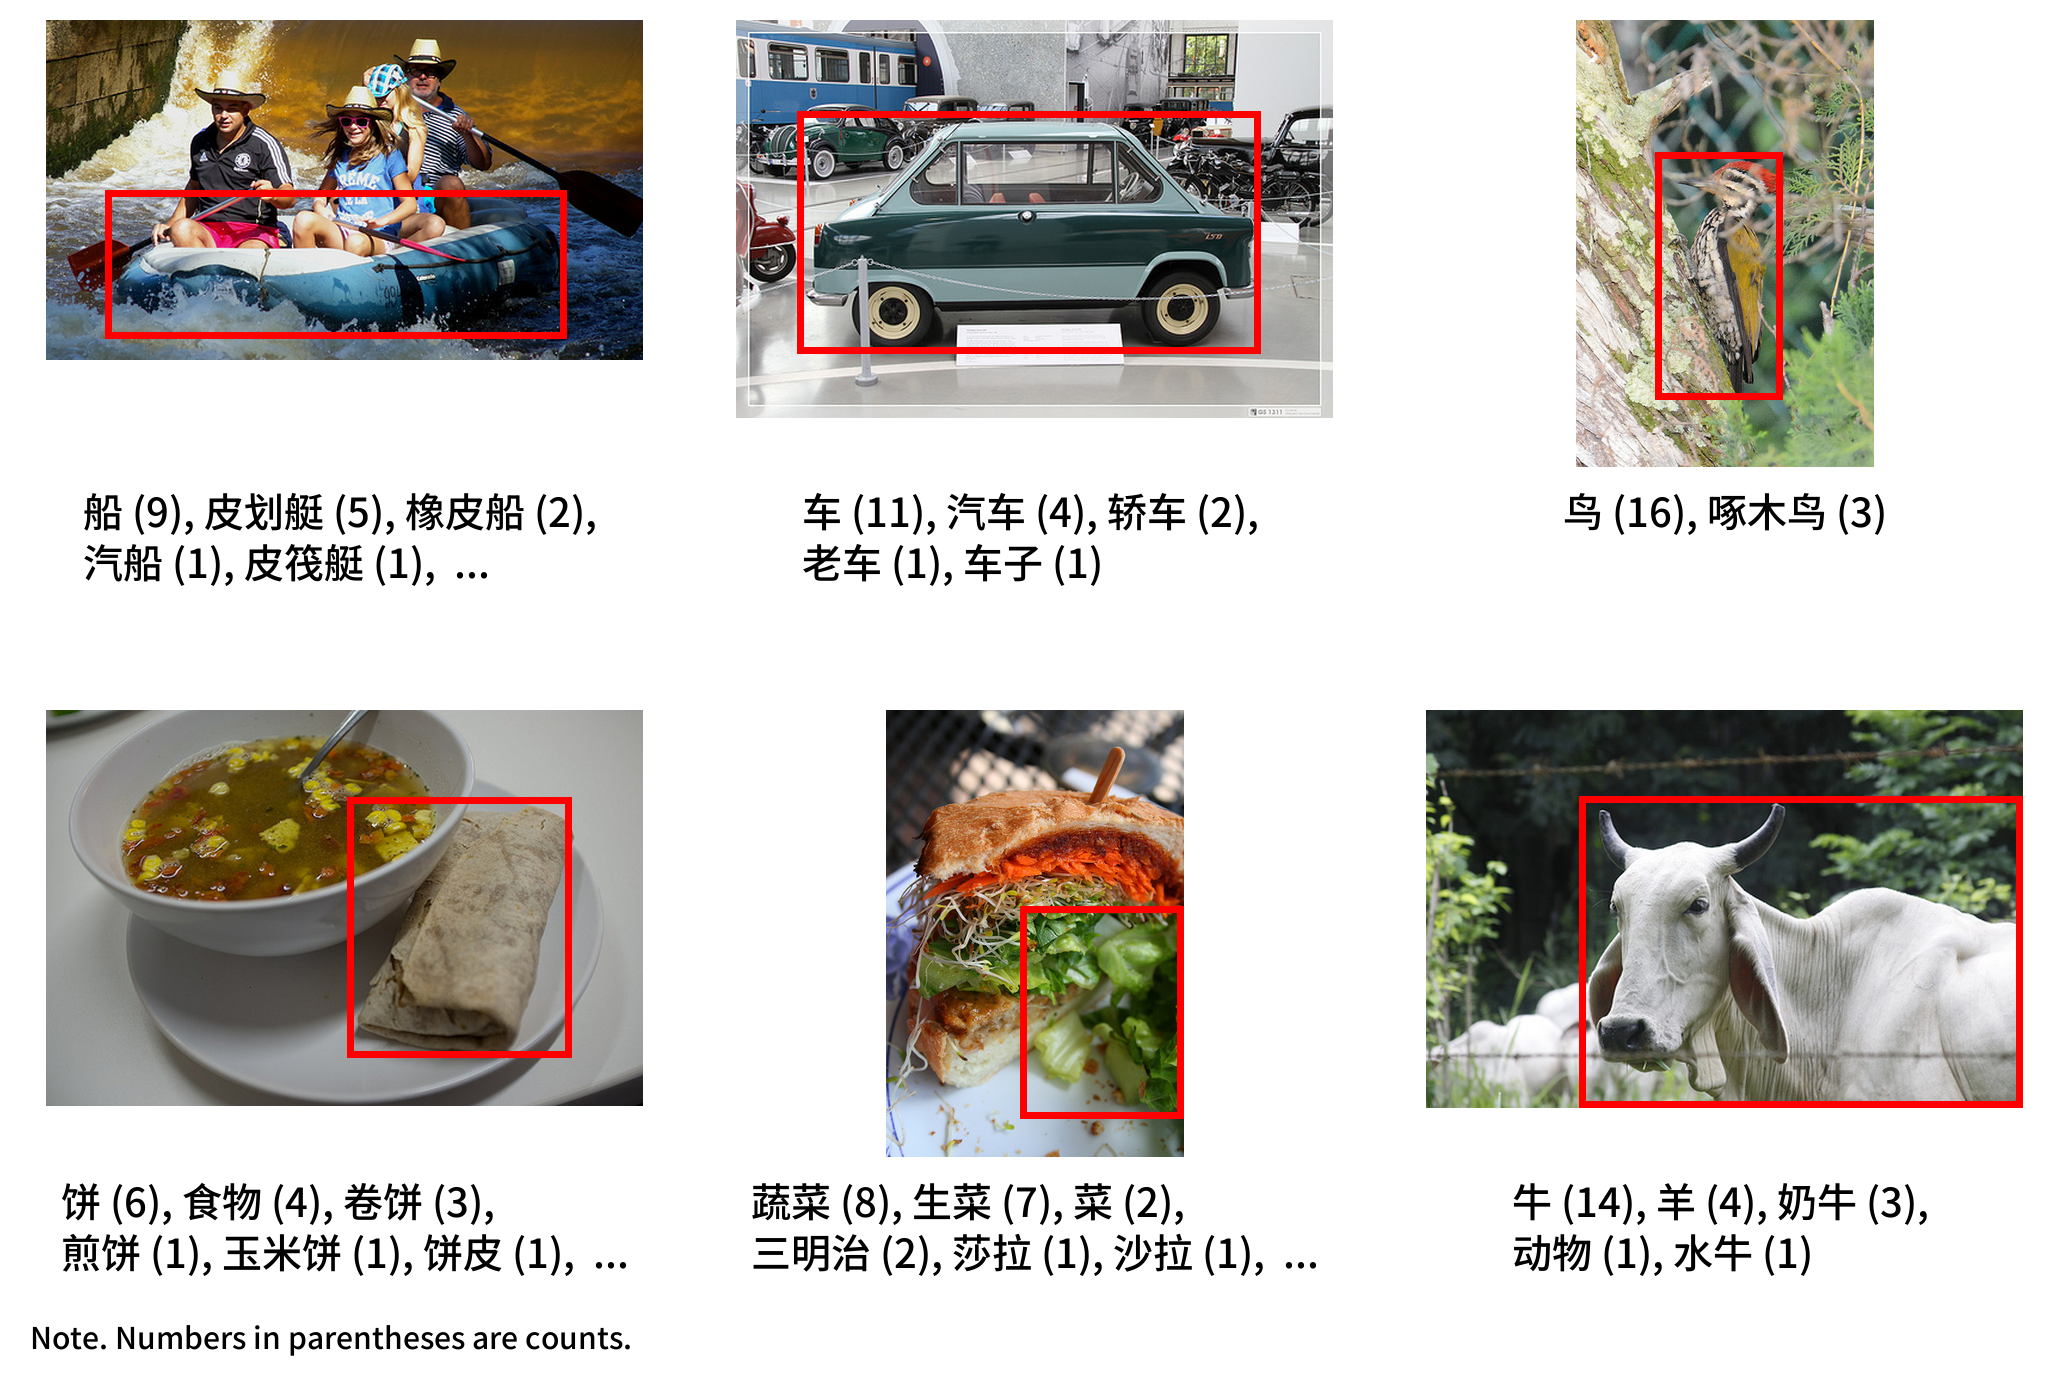 船 (9), 皮划艇 (5), 橡皮船 (2),
汽船 (1), 皮筏艇 (1), ...
车 (11), 汽车 (4), 轿车 (2),
老车 (1), 车子 (1)
鸟 (16), 啄木鸟 (3)
饼 (6), 食物 (4), 卷饼 (3),
煎饼 (1), 玉米饼 (1), 饼皮 (1), ...
蔬菜 (8), 生菜 (7), 菜 (2),
三明治 (2), 莎拉 (1), 沙拉 (1), ...
牛 (14), 羊 (4), 奶牛 (3),
动物 (1), 水牛 (1)
Note. Numbers in parentheses are counts.